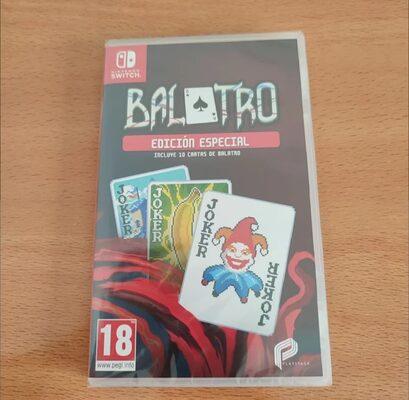 NINTENDO
SWITCH
BALATRO
EDICIÓN ESPECIAL
INCLUYE 10 CARTAS DE BALATRO
JOKER
JOKER
JOKER
JOKER
18
www.pegi.info
PLAYSTACK